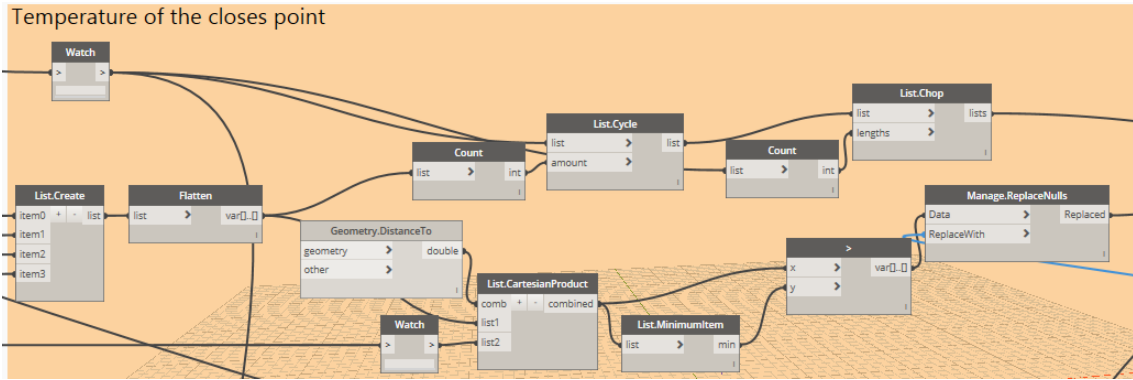 Temperature of the closes point
Watch
> >
List.Create
item0 + - list
item1
item2
item3
Flatten
list > var[]..[]
Count
list > int
List.Cycle
list > list
amount >
Count
list > int
List.Chop
list > lists
lengths >
Geometry.DistanceTo
geometry > double
other >
Watch
> >
List.CartesianProduct
comb + - combined
list1
list2
List.MinimumItem
list > min
>
x > var[]..[]
y >
Manage.ReplaceNulls
Data > Replaced
ReplaceWith >